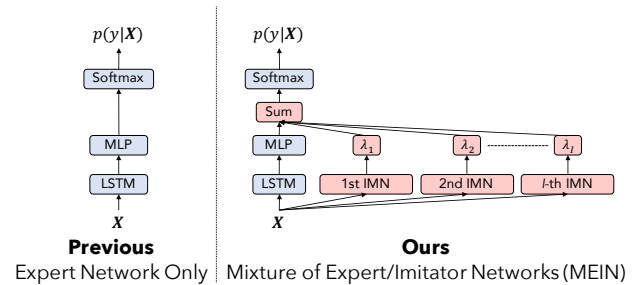 p(y|X)
Softmax
MLP
LSTM
X
Previous
Expert Network Only
p(y|X)
Softmax
Sum
MLP
λ₁
λ₂
λ_I
LSTM
1st IMN
2nd IMN
I-th IMN
X
Ours
Mixture of Expert/Imitator Networks (MEIN)